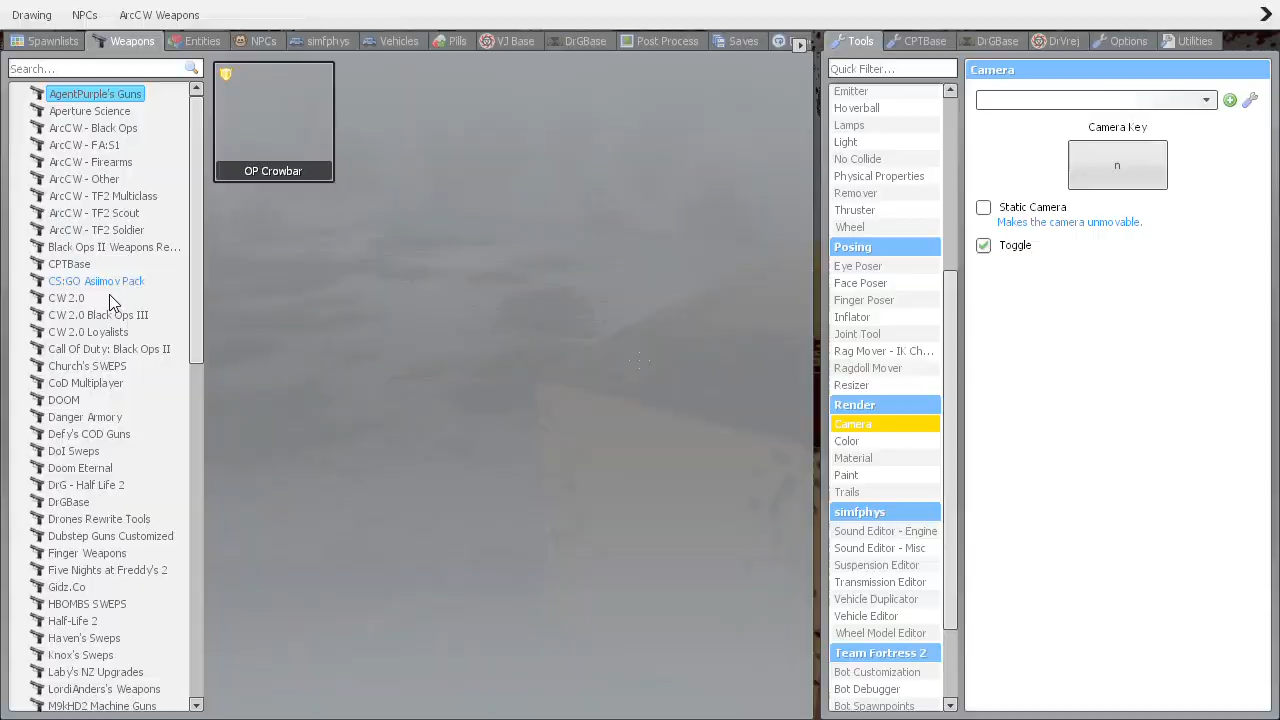 Drawing NPCs ArcCW Weapons
Spawnlists Weapons Entities NPCs simfphys Vehicles Pills VJ Base DrGBase Post Process Saves
Search...
AgentPurple's Guns
Aperture Science
ArcCW - Black Ops
ArcCW - FA:S1
ArcCW - Firearms
ArcCW - Other
ArcCW - TF2 Multiclass
ArcCW - TF2 Scout
ArcCW - TF2 Soldier
Black Ops II Weapons Re...
CPTBase
CS:GO Asiimov Pack
CW 2.0
CW 2.0 Black Ops III
CW 2.0 Loyalists
Call Of Duty: Black Ops II
Church's SWEPS
CoD Multiplayer
DOOM
Danger Armory
Defy's COD Guns
DoI Sweps
Doom Eternal
DrG - Half Life 2
DrGBase
Drones Rewrite Tools
Dubstep Guns Customized
Finger Weapons
Five Nights at Freddy's 2
Gidz.Co
HBOMBS SWEPS
Half-Life 2
Haven's Sweps
Knox's Sweps
Laby's NZ Upgrades
LordiAnders's Weapons
M9kHD2 Machine Guns
OP Crowbar
Tools CPTBase DrGBase DrVrej Options Utilities
Quick Filter...
Emitter
Hoverball
Lamps
Light
No Collide
Physical Properties
Remover
Thruster
Wheel
Posing
Eye Poser
Face Poser
Finger Poser
Inflator
Joint Tool
Rag Mover - IK Ch...
Ragdoll Mover
Resizer
Render
Camera
Color
Material
Paint
Trails
simfphys
Sound Editor - Engine
Sound Editor - Misc
Suspension Editor
Transmission Editor
Vehicle Duplicator
Vehicle Editor
Wheel Model Editor
Team Fortress 2
Bot Customization
Bot Debugger
Bot Spawnpoints
Camera
Camera Key
n
Static Camera
Makes the camera unmovable.
Toggle